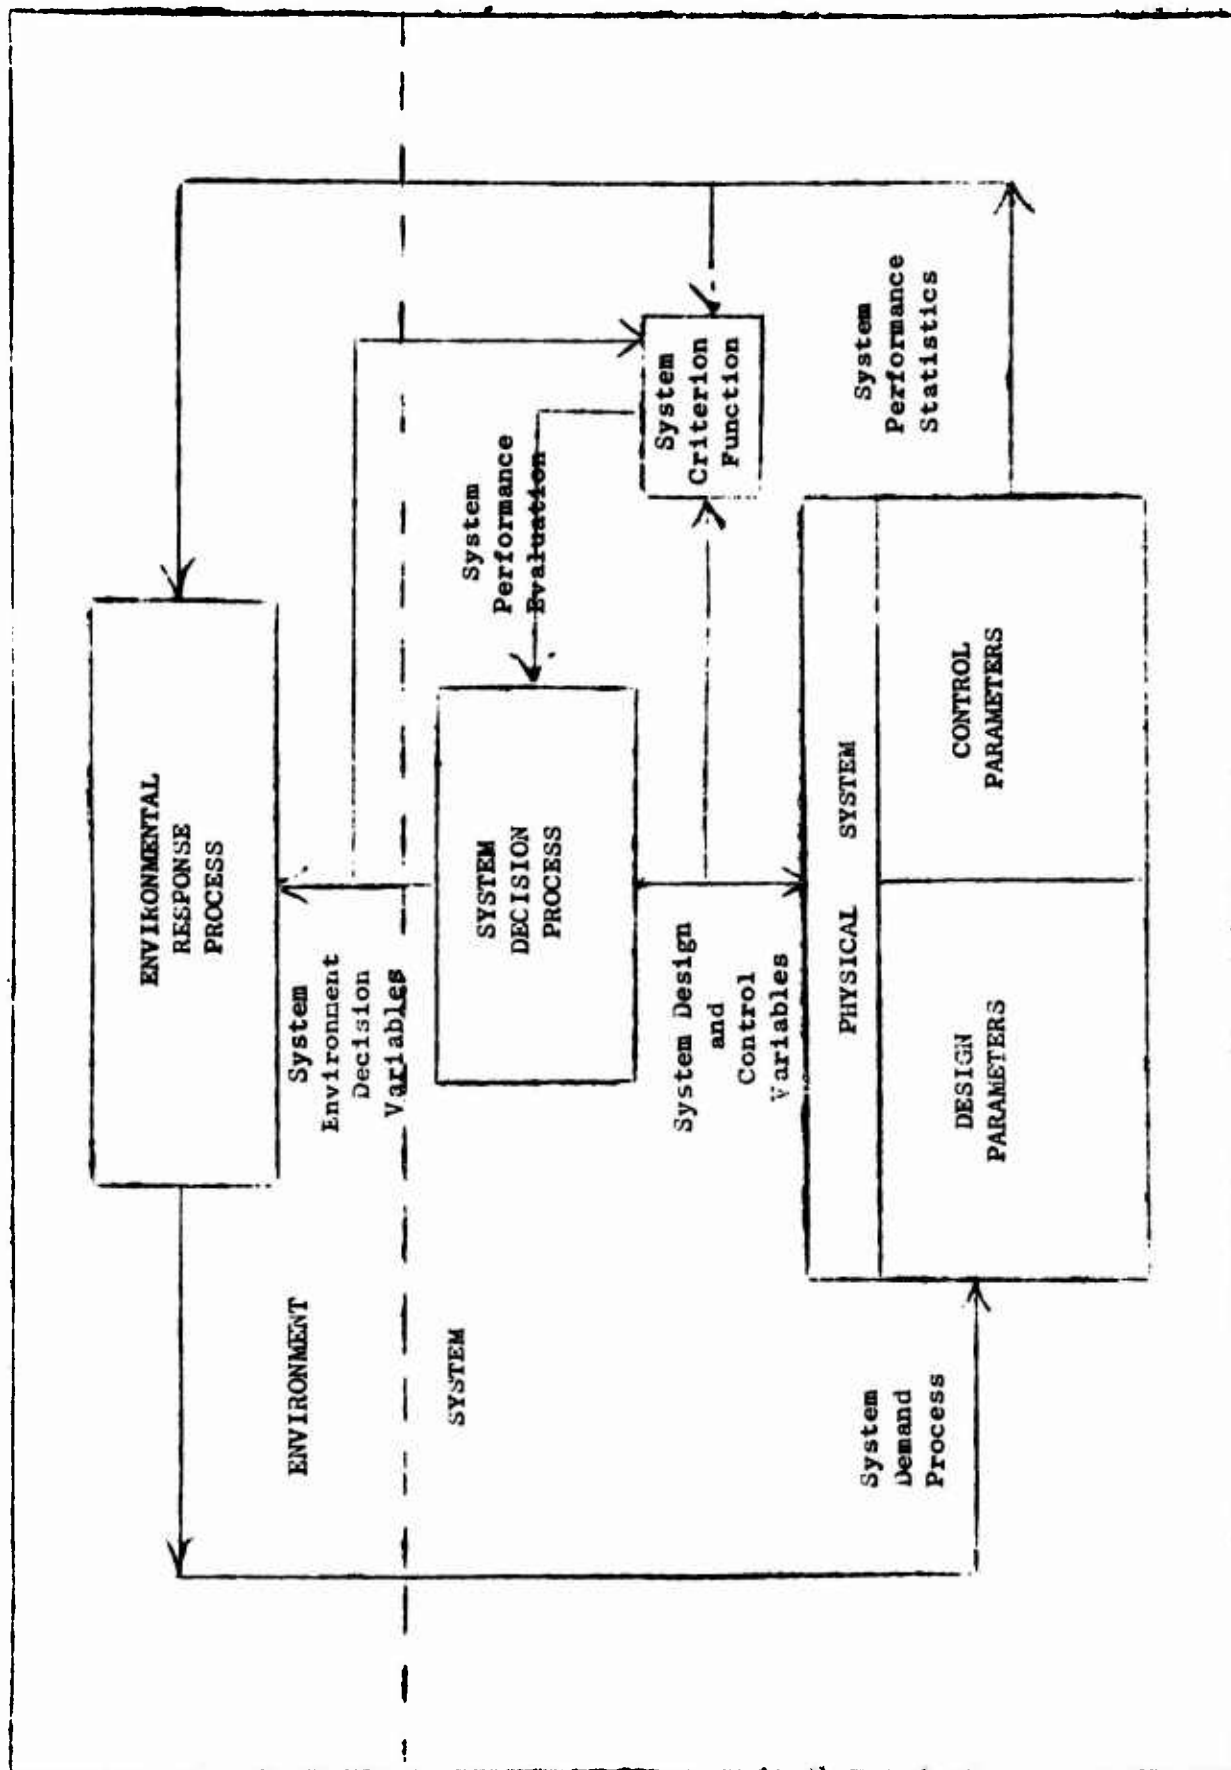 ENVIRONMENTAL
RESPONSE
PROCESS
System
Environment
Decision
Variables
ENVIRONMENT
SYSTEM
System
Performance
Evaluation
SYSTEM
DECISION
PROCESS
System
Criterion
Function
System Design
and
Control
Variables
System
Performance
Statistics
PHYSICAL SYSTEM
DESIGN
PARAMETERS
CONTROL
PARAMETERS
System
Demand
Process